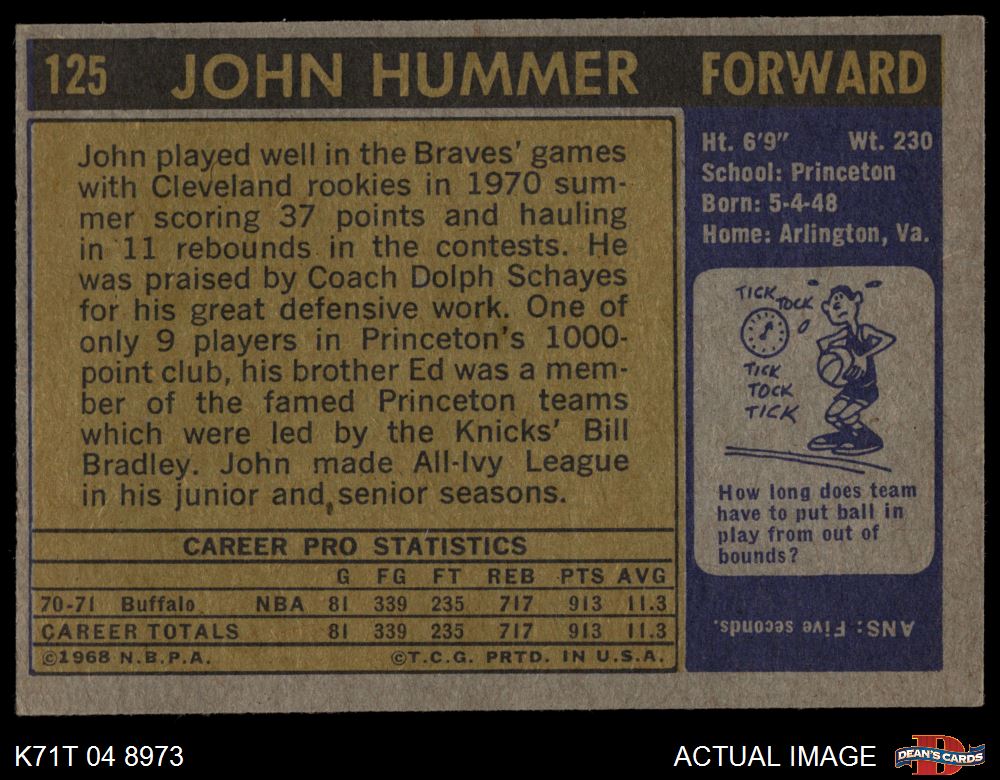 125 JOHN HUMMER FORWARD
John played well in the Braves' games
with Cleveland rookies in 1970 sum-
mer scoring 37 points and hauling
in 11 rebounds in the contests. He
was praised by Coach Dolph Schayes
for his great defensive work. One of
only 9 players in Princeton's 1000-
point club, his brother Ed was a mem-
ber of the famed Princeton teams
which were led by the Knicks' Bill
Bradley. John made All-Ivy League
in his junior and senior seasons.
CAREER PRO STATISTICS
G FG FT REB PTS AVG
70-71 Buffalo NBA 81 339 235 717 913 11.3
CAREER TOTALS 81 339 235 717 913 11.3
©1968 N.B.P.A. ©T.C.G. PRTD. IN U.S.A.
Ht. 6'9" Wt. 230
School: Princeton
Born: 5-4-48
Home: Arlington, Va.
TICK
TOCK
TICK
TOCK
TICK
How long does team
have to put ball in
play from out of
bounds?
ANS: Five seconds.
K71T 04 8973
ACTUAL IMAGE
DEAN'S CARDS